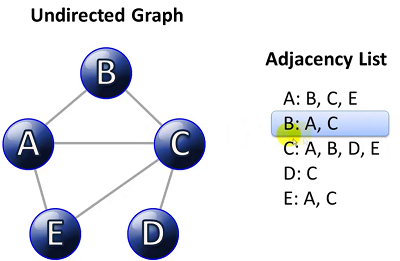 Undirected Graph
B
A
C
E
D
Adjacency List
A: B, C, E
B: A, C
C: A, B, D, E
D: C
E: A, C